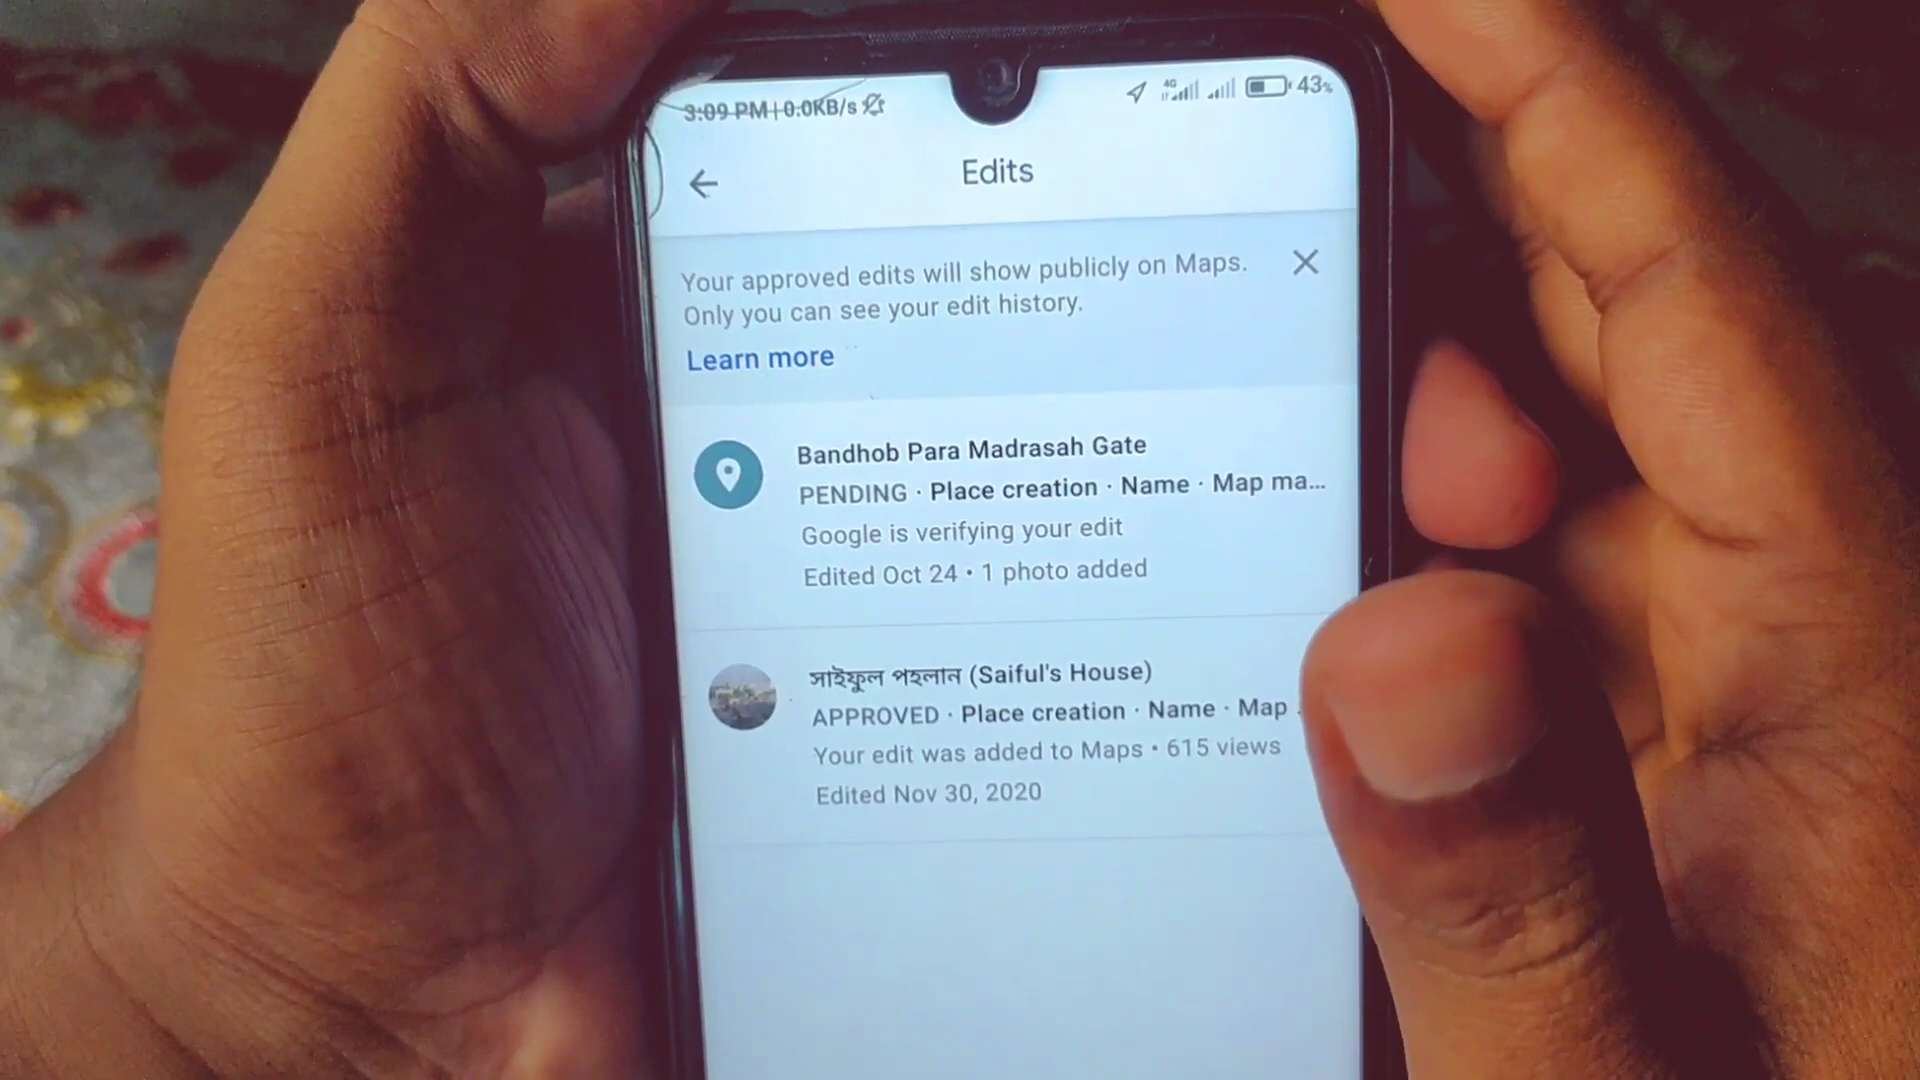 3:09 PM | 0.0KB/s 4G 43%
Edits
Your approved edits will show publicly on Maps.
Only you can see your edit history.
Learn more
Bandhob Para Madrasah Gate
PENDING · Place creation · Name · Map ma...
Google is verifying your edit
Edited Oct 24 • 1 photo added
সাইফুল পহলান (Saiful's House)
APPROVED · Place creation · Name · Map
Your edit was added to Maps • 615 views
Edited Nov 30, 2020